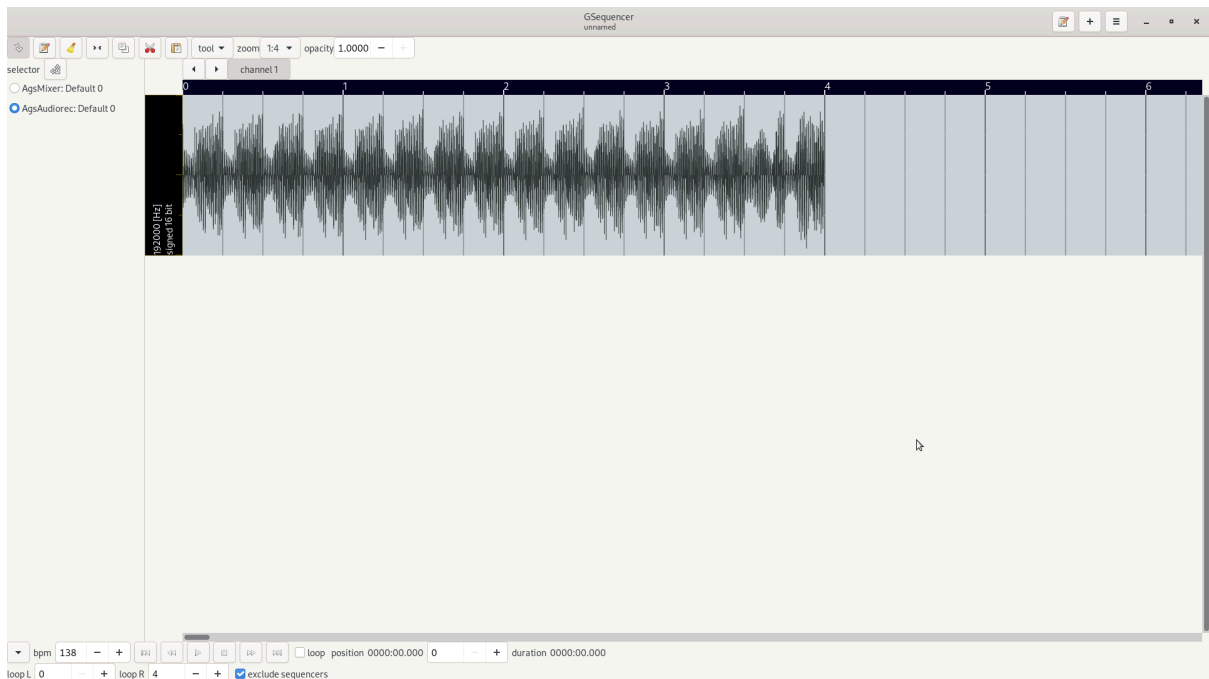 GSequencer
unnamed
tool zoom 1:4 opacity 1.0000
selector channel 1
AgsMixer: Default 0
AgsAudiorec: Default 0
0 1 2 3 4 5 6
192000 [Hz]
signed 16 bit
bpm 138 loop position 0000:00.000 0 duration 0000:00.000
loop L 0 loop R 4 exclude sequencers